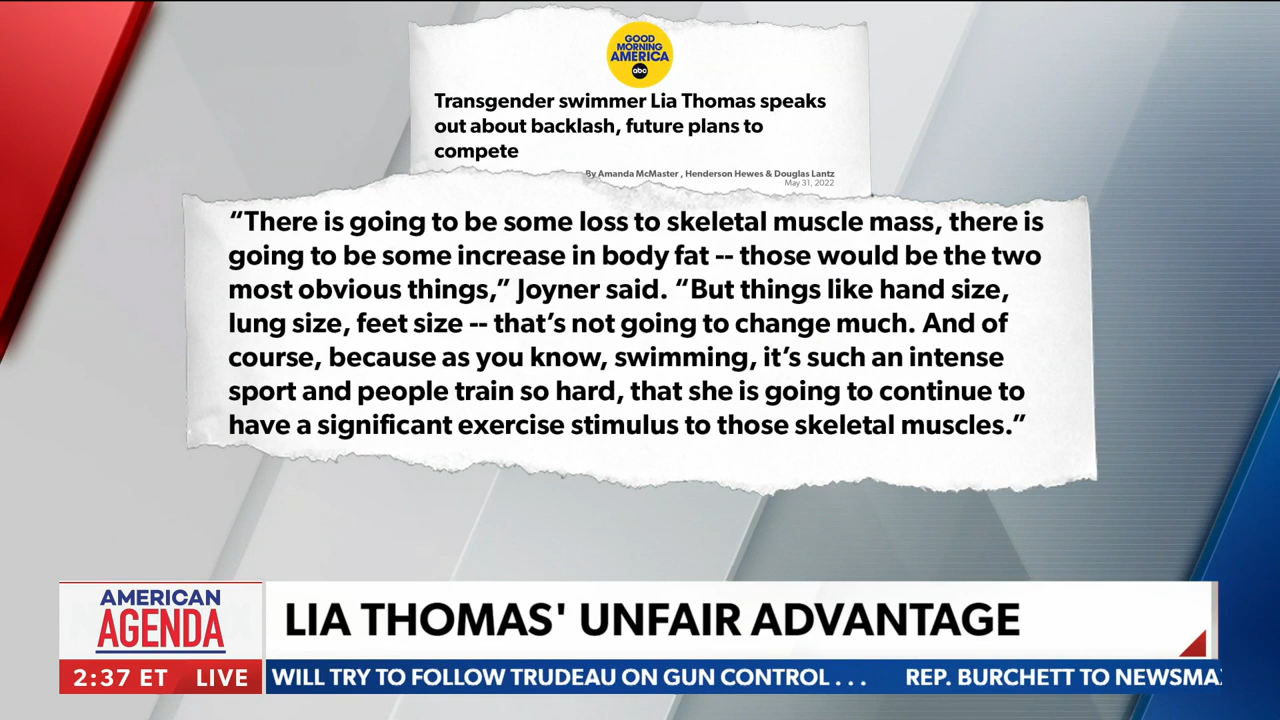 GOOD
MORNING
AMERICA
abc
Transgender swimmer Lia Thomas speaks
out about backlash, future plans to
compete
By Amanda McMaster , Henderson Hewes & Douglas Lantz
May 31, 2022
“There is going to be some loss to skeletal muscle mass, there is
going to be some increase in body fat -- those would be the two
most obvious things,” Joyner said. “But things like hand size,
lung size, feet size -- that’s not going to change much. And of
course, because as you know, swimming, it’s such an intense
sport and people train so hard, that she is going to continue to
have a significant exercise stimulus to those skeletal muscles.”
AMERICAN
AGENDA
LIA THOMAS' UNFAIR ADVANTAGE
2:37 ET LIVE
WILL TRY TO FOLLOW TRUDEAU ON GUN CONTROL . . . REP. BURCHETT TO NEWSMA